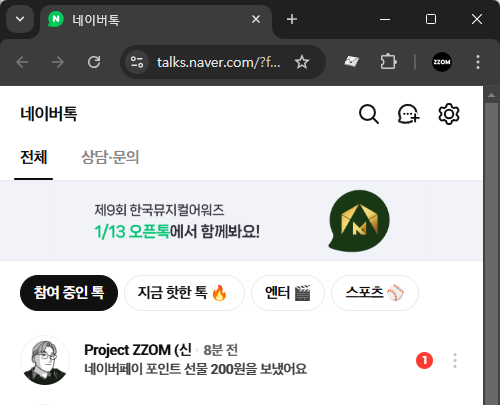 네이버톡
talks.naver.com/?f...
ZZOM
네이버톡
전체 상담·문의
제9회 한국뮤지컬어워즈
1/13 오픈톡에서 함께봐요!
참여 중인 톡 지금 핫한 톡 🔥 엔터 🎬 스포츠 ⚾
Project ZZOM (신 · 8분 전
네이버페이 포인트 선물 200원을 보냈어요
1